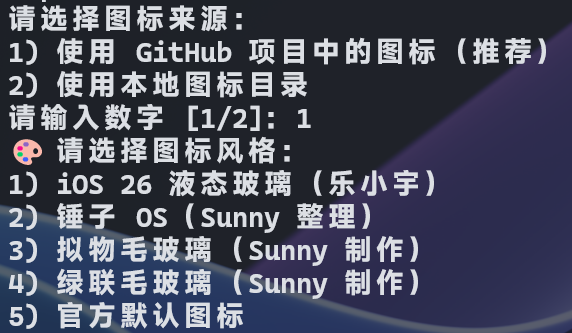 请选择图标来源:
1) 使用 GitHub 项目中的图标 (推荐)
2) 使用本地图标目录
请输入数字 [1/2]: 1
🎨 请选择图标风格:
1) iOS 26 液态玻璃 (乐小宇)
2) 锤子 OS (Sunny 整理)
3) 拟物毛玻璃 (Sunny 制作)
4) 绿联毛玻璃 (Sunny 制作)
5) 官方默认图标